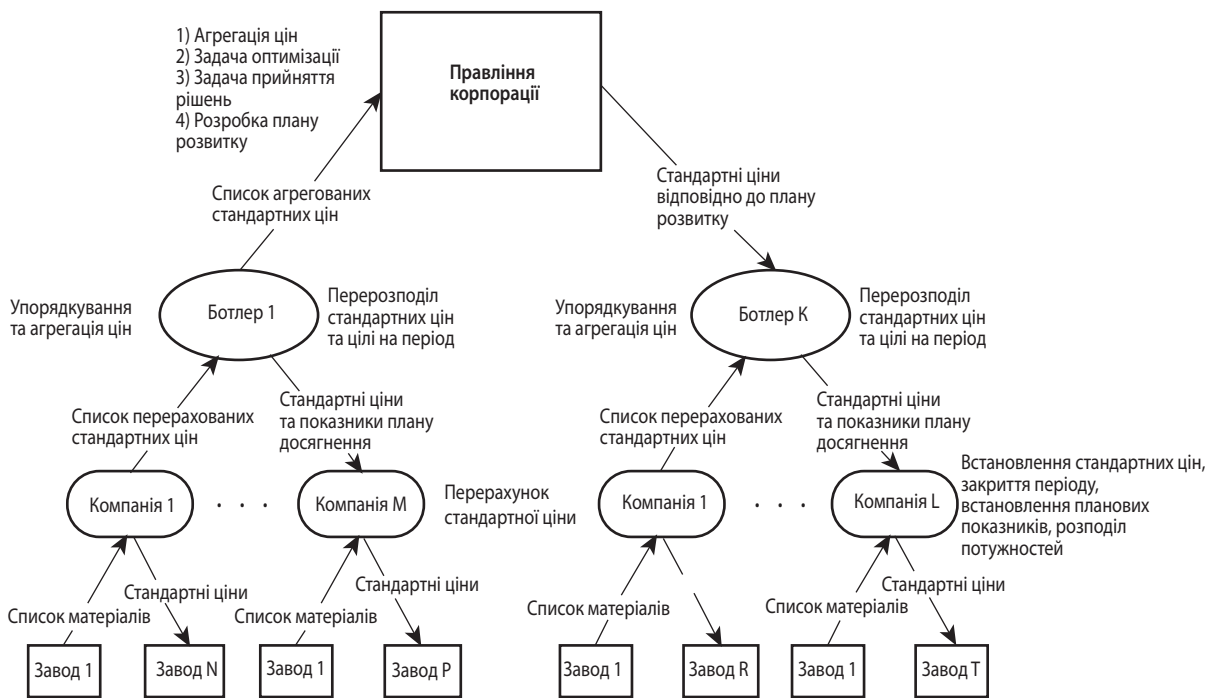 1) Агрегація цін
2) Задача оптимізації
3) Задача прийняття
рішень
4) Розробка плану
розвитку
Правління
корпорації
Список агрегованих
стандартних цін
Стандартні ціни
відповідно до плану
розвитку
Упорядкування
та агрегація цін
Ботлер 1
Перерозподіл
стандартних цін
та цілі на період
Упорядкування
та агрегація цін
Ботлер K
Перерозподіл
стандартних цін
та цілі на період
Список перерахованих
стандартних цін
Стандартні ціни
та показники плану
досягнення
Список перерахованих
стандартних цін
Стандартні ціни
та показники плану
досягнення
Компанія 1
. . .
Компанія M
Перерахунок
стандартної ціни
Компанія 1
. . .
Компанія L
Встановлення стандартних цін,
закриття періоду,
встановлення планових
показників, розподіл
потужностей
Список матеріалів
Стандартні ціни
Список матеріалів
Стандартні ціни
Список матеріалів
Список матеріалів
Стандартні ціни
Завод 1
Завод N
Завод 1
Завод P
Завод 1
Завод R
Завод 1
Завод T